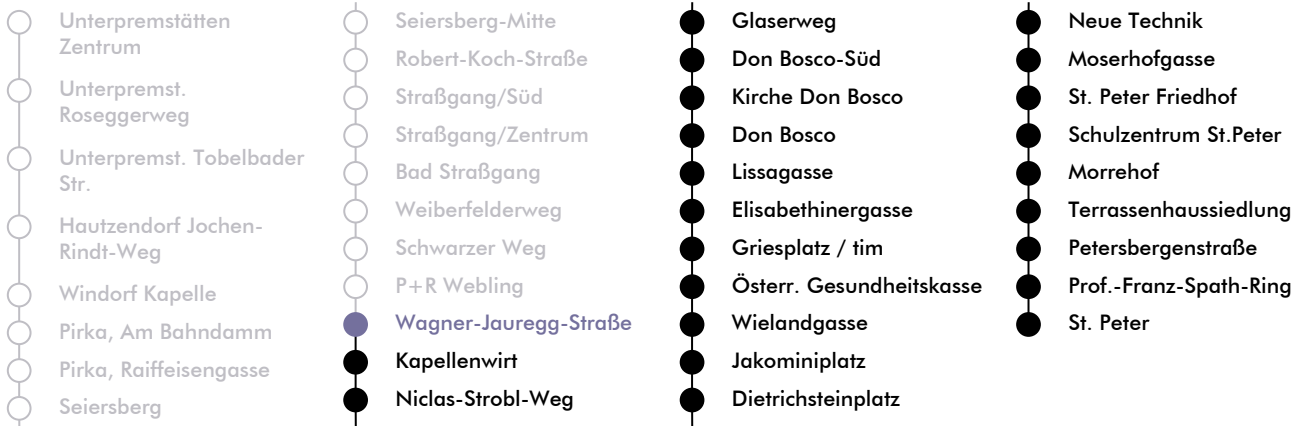 Unterpremstätten
Zentrum
Unterpremst.
Roseggerweg
Unterpremst. Tobelbader
Str.
Hautzendorf Jochen-
Rindt-Weg
Windorf Kapelle
Pirka, Am Bahndamm
Pirka, Raiffeisengasse
Seiersberg
Seiersberg-Mitte
Robert-Koch-Straße
Straßgang/Süd
Straßgang/Zentrum
Bad Straßgang
Weiberfelderweg
Schwarzer Weg
P+R Webling
Wagner-Jauregg-Straße
Kapellenwirt
Niclas-Strobl-Weg
Glaserweg
Don Bosco-Süd
Kirche Don Bosco
Don Bosco
Lissagasse
Elisabethinergasse
Griesplatz / tim
Österr. Gesundheitskasse
Wielandgasse
Jakominiplatz
Dietrichsteinplatz
Neue Technik
Moserhofgasse
St. Peter Friedhof
Schulzentrum St.Peter
Morrehof
Terrassenhaussiedlung
Petersbergenstraße
Prof.-Franz-Spath-Ring
St. Peter